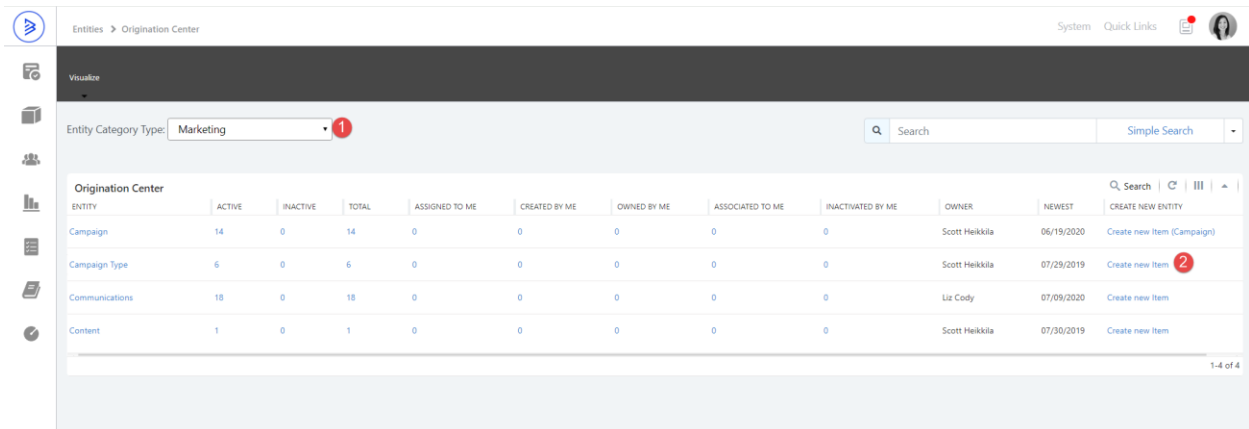 Entities > Origination Center
System Quick Links
Visualize
Entity Category Type: Marketing 1
Search Simple Search
Origination Center
Search
ENTITY ACTIVE INACTIVE TOTAL ASSIGNED TO ME CREATED BY ME OWNED BY ME ASSOCIATED TO ME INACTIVATED BY ME OWNER NEWEST CREATE NEW ENTITY
Campaign 14 0 14 0 0 0 0 0 Scott Heikkila 06/19/2020 Create new Item (Campaign)
Campaign Type 6 0 6 0 0 0 0 0 Scott Heikkila 07/29/2019 Create new Item 2
Communications 18 0 18 0 0 0 0 0 Liz Cody 07/09/2020 Create new Item
Content 1 0 1 0 0 0 0 0 Scott Heikkila 07/30/2019 Create new Item
1-4 of 4